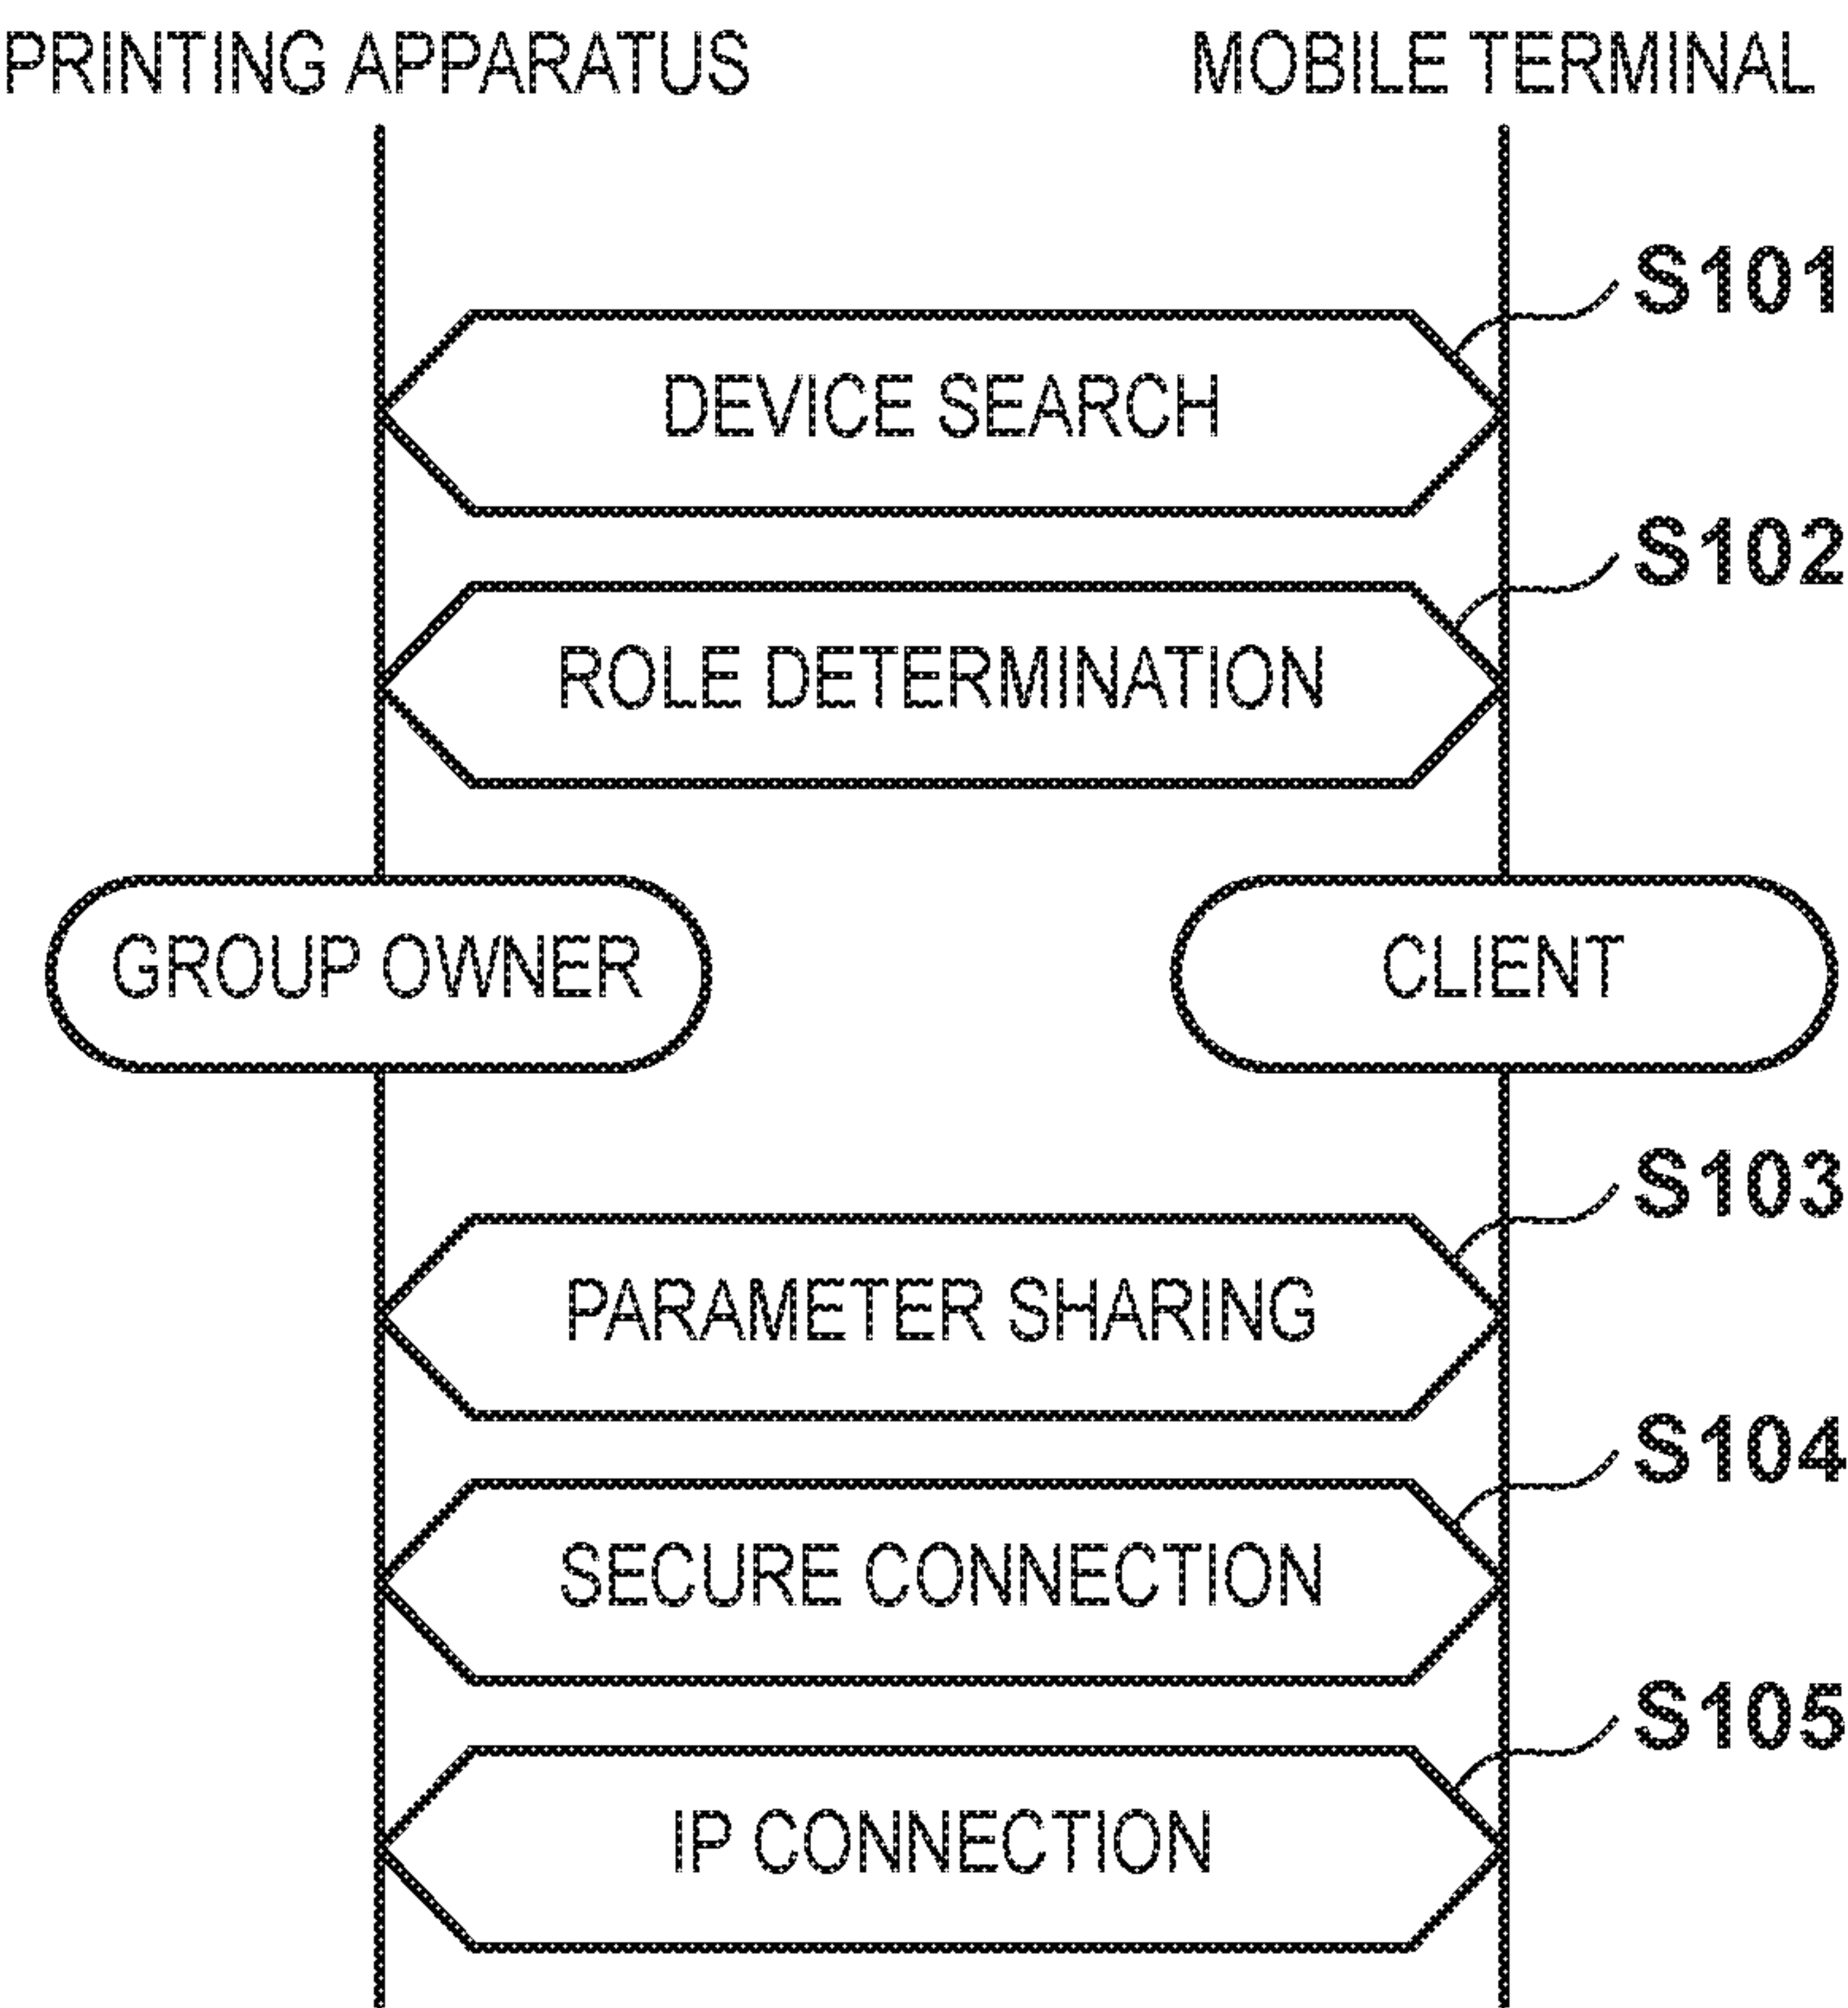 PRINTING APPARATUS
MOBILE TERMINAL
S101
DEVICE SEARCH
S102
ROLE DETERMINATION
GROUP OWNER
CLIENT
S103
PARAMETER SHARING
S104
SECURE CONNECTION
S105
IP CONNECTION